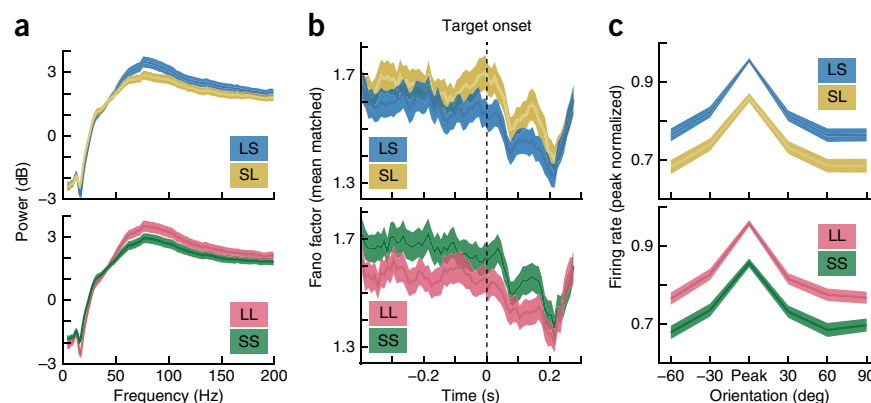 a
b
c
Target onset
Power (dB)
3
0
−3
LS
SL
3
0
−3
LL
SS
0
50
100
150
200
Frequency (Hz)
Fano factor (mean matched)
1.7
1.3
LS
SL
1.7
1.3
LL
SS
−0.2
0
0.2
Time (s)
Firing rate (peak normalized)
0.9
0.7
LS
SL
0.9
0.7
LL
SS
−60
−30
Peak
30
60
90
Orientation (deg)